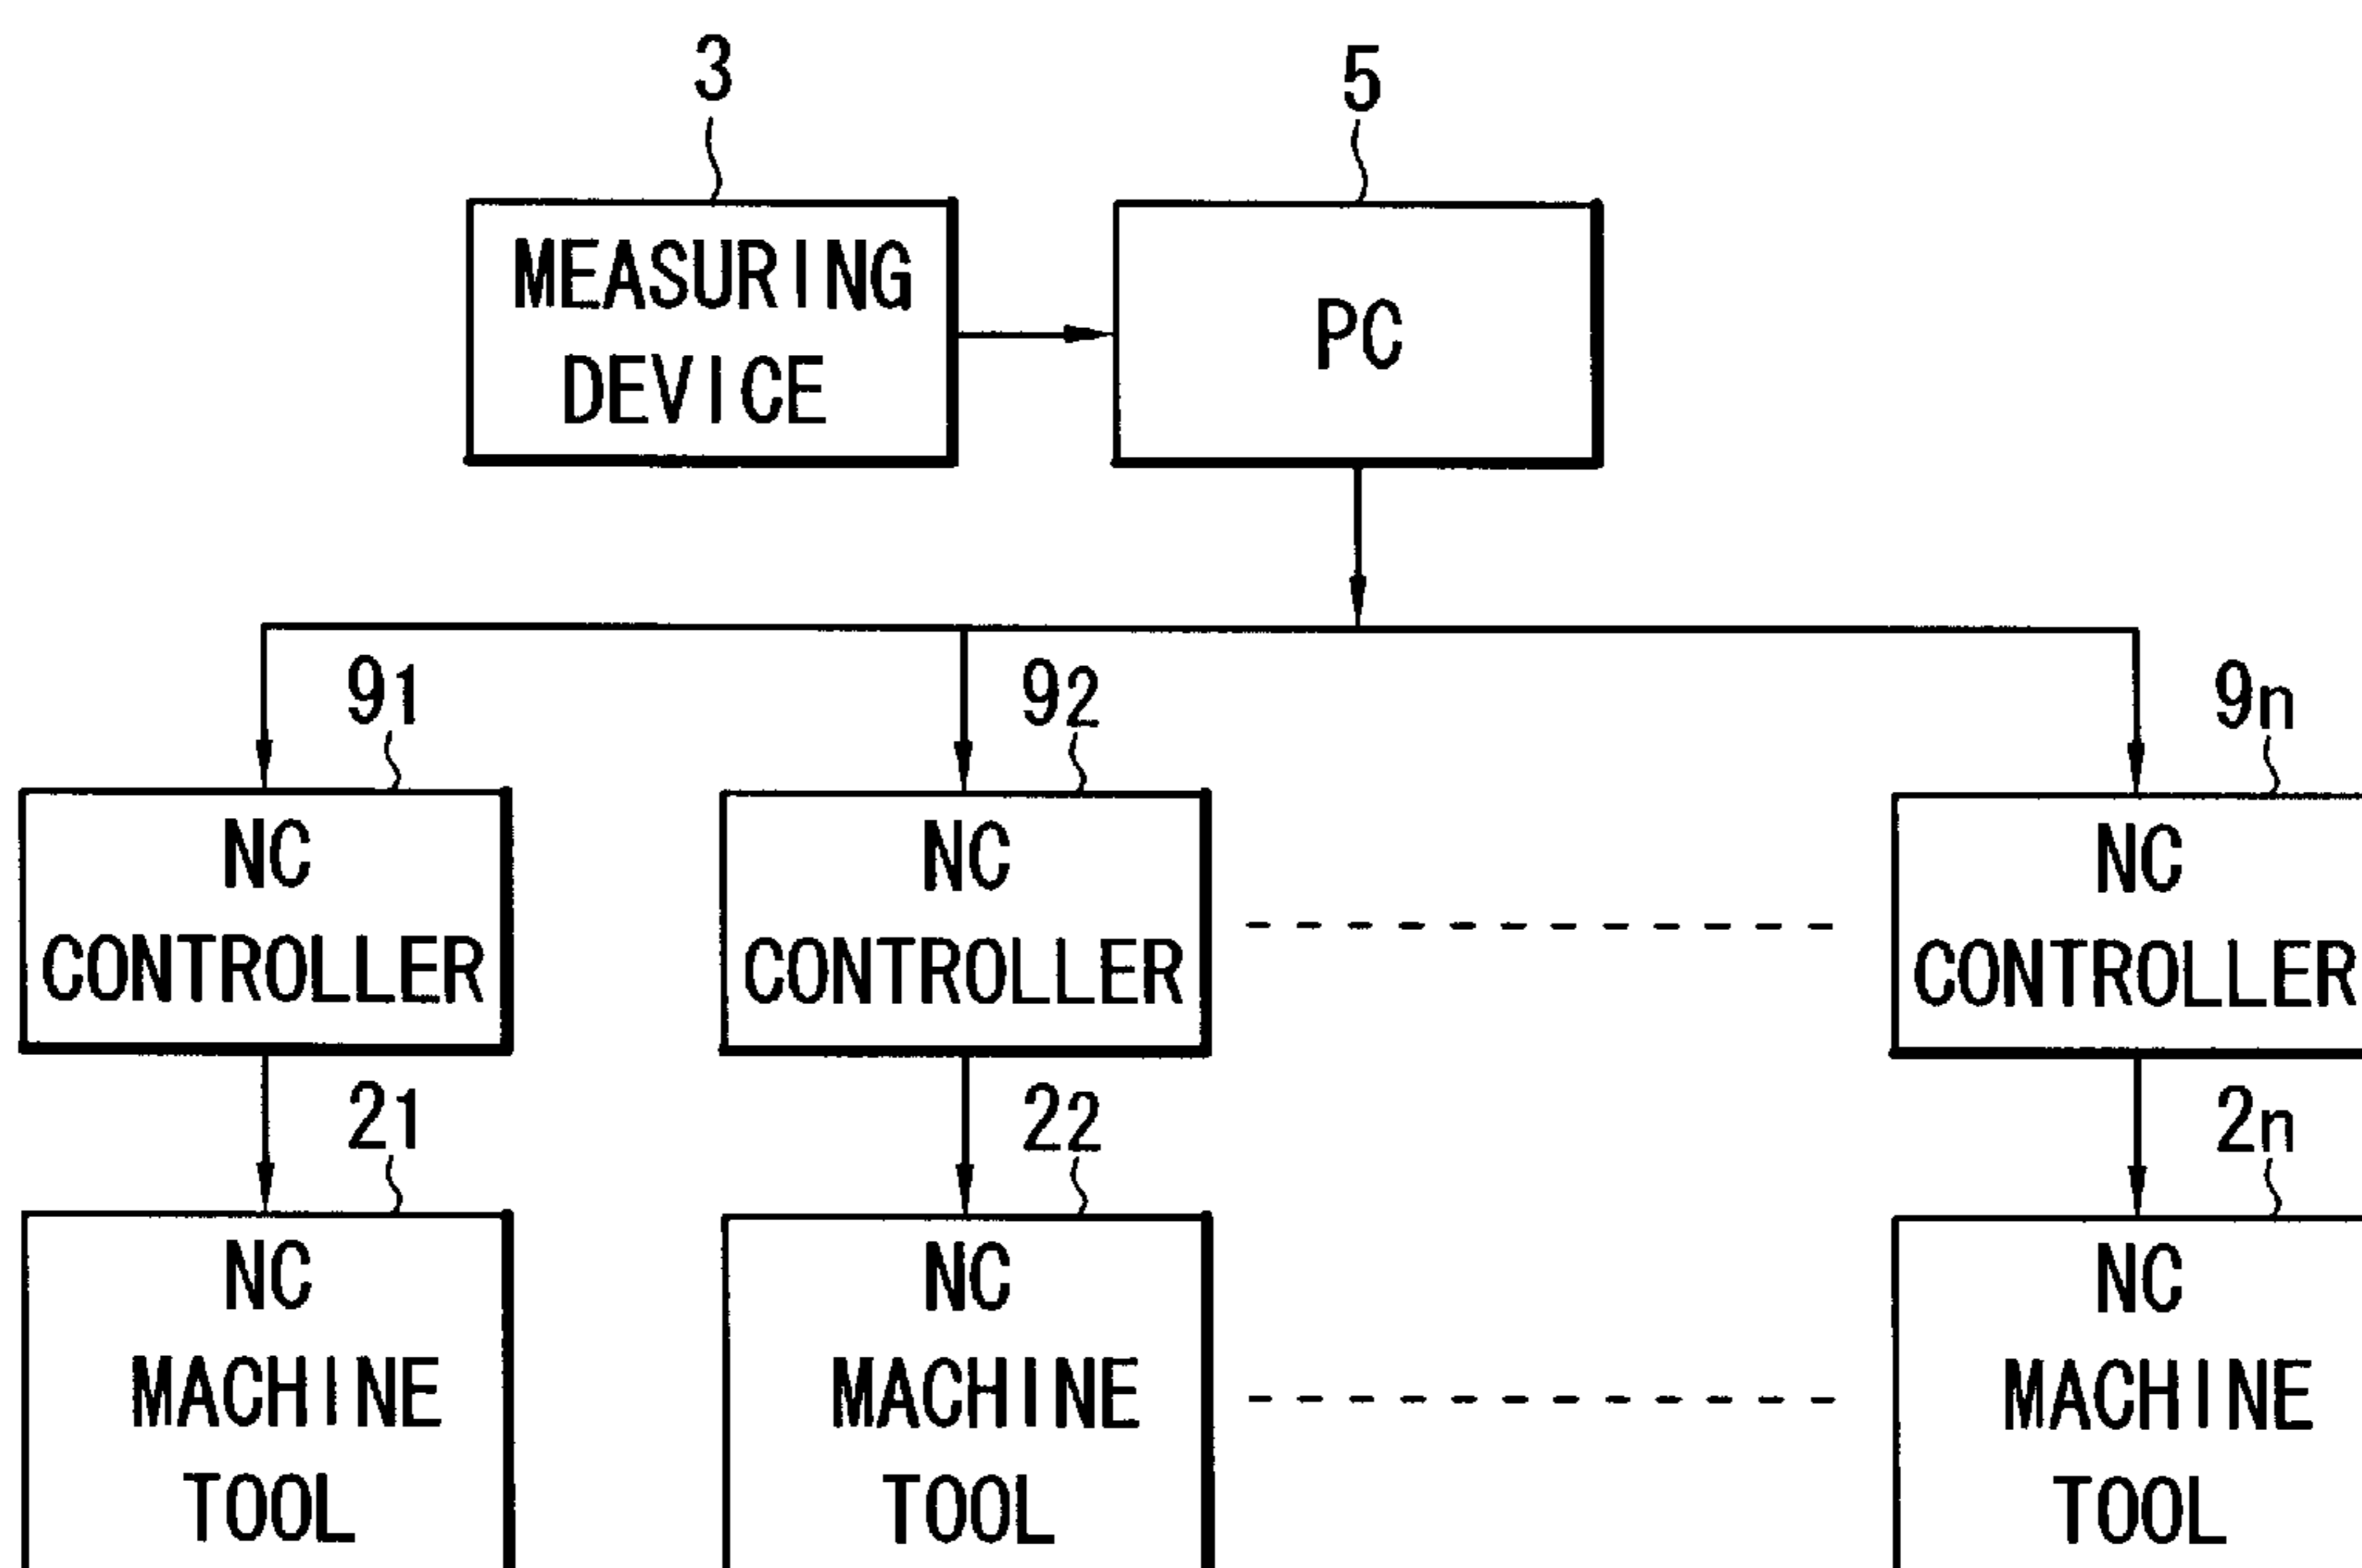 3
5
MEASURING
DEVICE
PC
91
92
9n
NC
CONTROLLER
NC
CONTROLLER
NC
CONTROLLER
21
22
2n
NC
MACHINE
TOOL
NC
MACHINE
TOOL
NC
MACHINE
TOOL